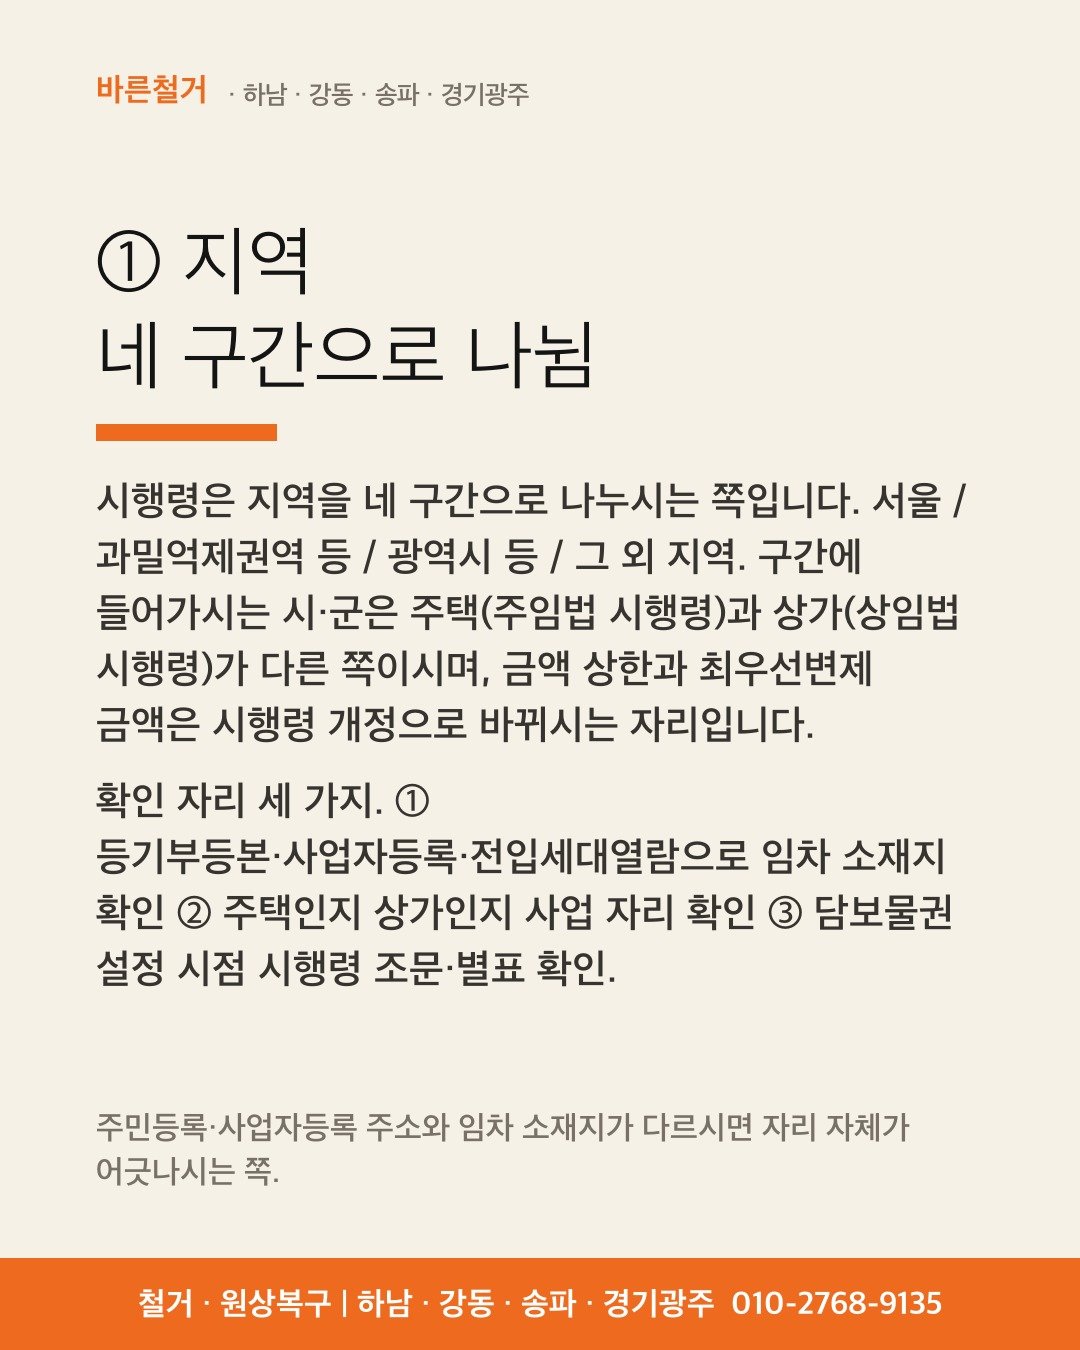 바른철거 · 하남 · 강동 · 송파 · 경기광주
① 지역
네 구간으로 나뉨
시행령은 지역을 네 구간으로 나누시는 쪽입니다. 서울 /
과밀억제권역 등 / 광역시 등 / 그 외 지역. 구간에
들어가시는 시·군은 주택(주임법 시행령)과 상가(상임법
시행령)가 다른 쪽이시며, 금액 상한과 최우선변제
금액은 시행령 개정으로 바뀌시는 자리입니다.
확인 자리 세 가지. ①
등기부등본·사업자등록·전입세대열람으로 임차 소재지
확인 ② 주택인지 상가인지 사업 자리 확인 ③ 담보물권
설정 시점 시행령 조문·별표 확인.
주민등록·사업자등록 주소와 임차 소재지가 다르시면 자리 자체가
어긋나시는 쪽.
철거 · 원상복구 | 하남 · 강동 · 송파 · 경기광주 010-2768-9135